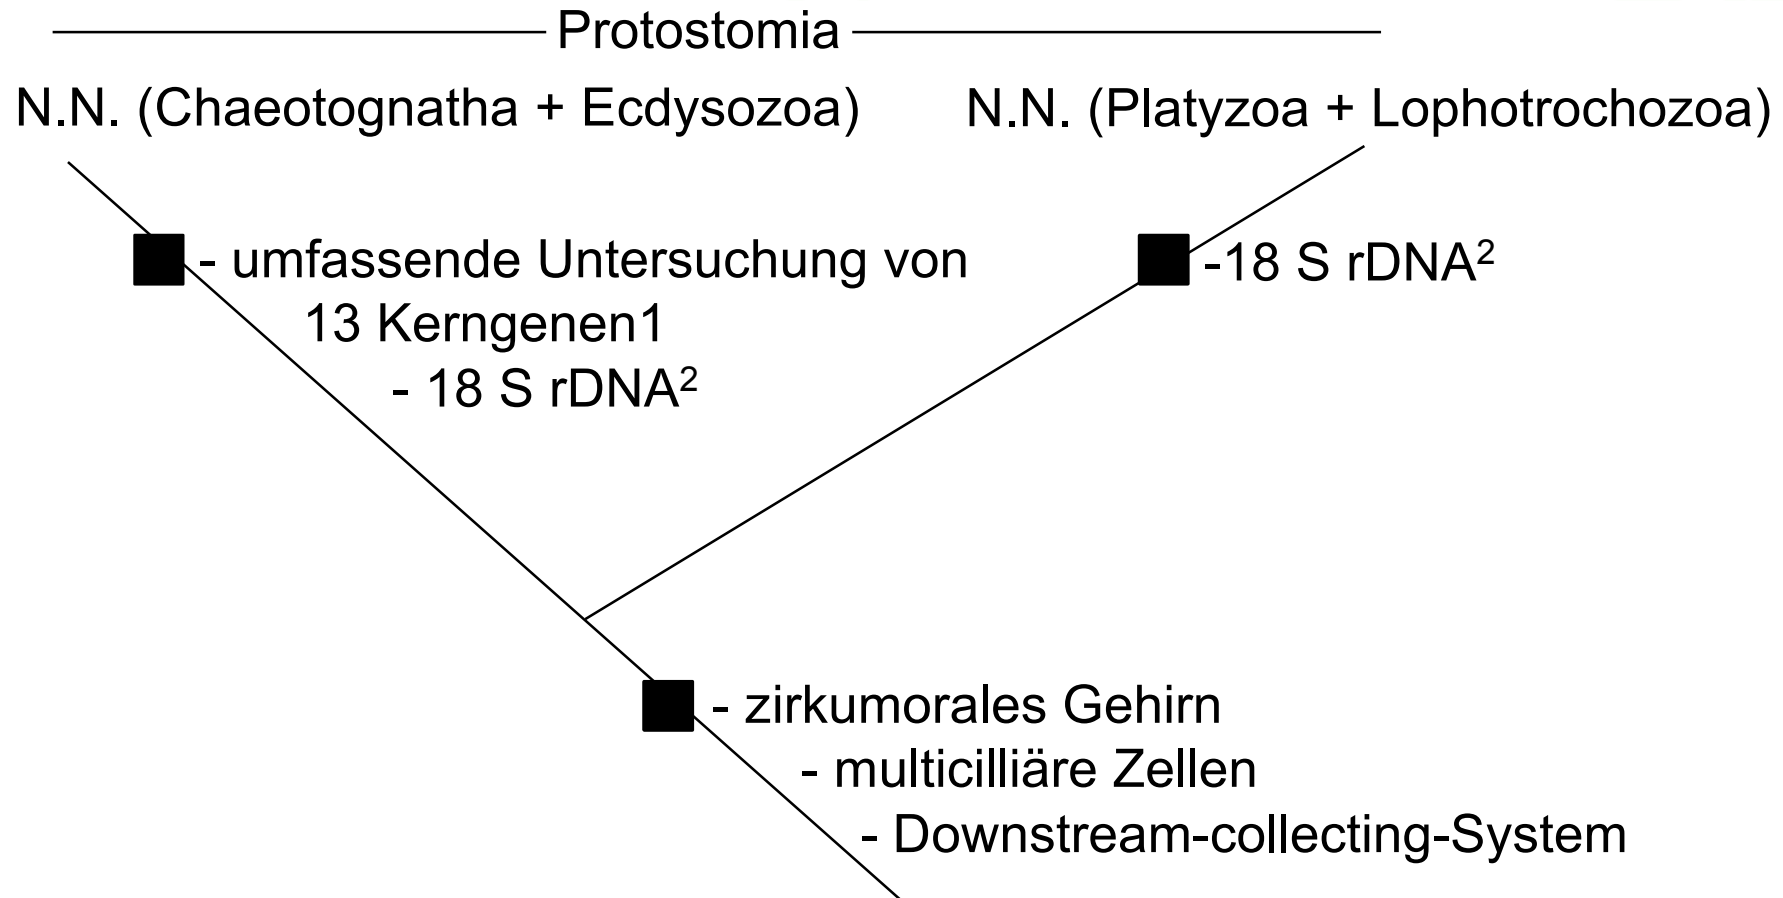 Protostomia
N.N. (Chaeotognatha + Ecdysozoa)
N.N. (Platyzoa + Lophotrochozoa)
- umfassende Untersuchung von
13 Kerngenen1
- 18 S rDNA²
-18 S rDNA²
- zirkumorales Gehirn
- multicilliäre Zellen
- Downstream-collecting-System